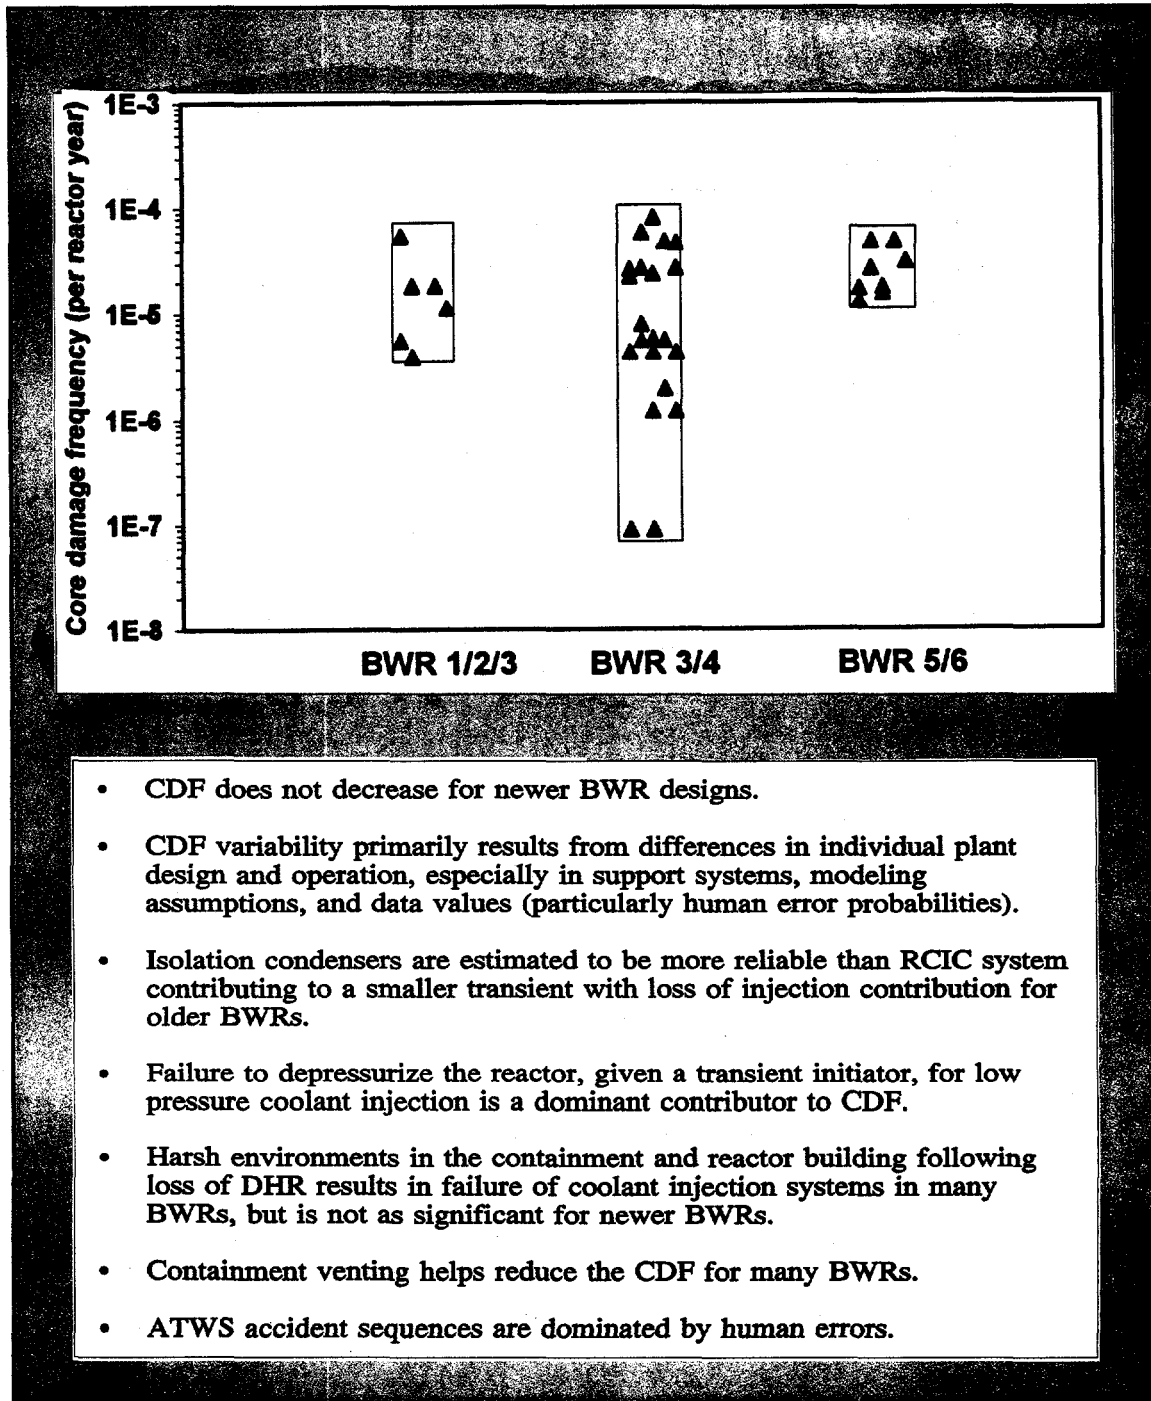 Core damage frequency (per reactor year)
1E-3
1E-4
1E-5
1E-6
1E-7
1E-8
BWR 1/2/3 BWR 3/4 BWR 5/6
• CDF does not decrease for newer BWR designs.
• CDF variability primarily results from differences in individual plant
design and operation, especially in support systems, modeling
assumptions, and data values (particularly human error probabilities).
• Isolation condensers are estimated to be more reliable than RCIC system
contributing to a smaller transient with loss of injection contribution for
older BWRs.
• Failure to depressurize the reactor, given a transient initiator, for low
pressure coolant injection is a dominant contributor to CDF.
• Harsh environments in the containment and reactor building following
loss of DHR results in failure of coolant injection systems in many
BWRs, but is not as significant for newer BWRs.
• Containment venting helps reduce the CDF for many BWRs.
• ATWS accident sequences are dominated by human errors.